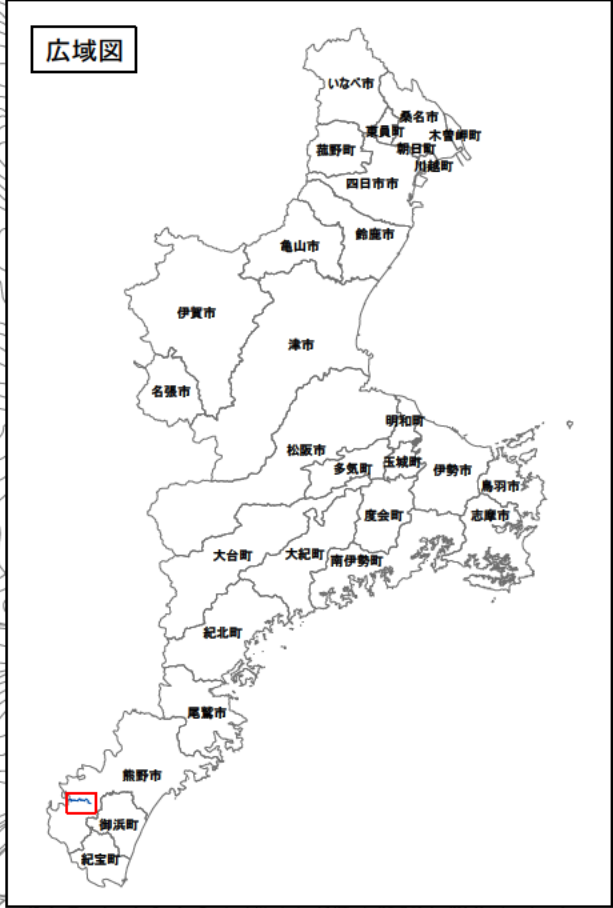 広域図
いなべ市
桑名市
東員町
木曽岬町
朝日町
菰野町
川越町
四日市市
鈴鹿市
亀山市
伊賀市
津市
名張市
明和町
松阪市
玉城町
多気町
伊勢市
鳥羽市
度会町
志摩市
大台町
大紀町
南伊勢町
紀北町
尾鷲市
熊野市
御浜町
紀宝町